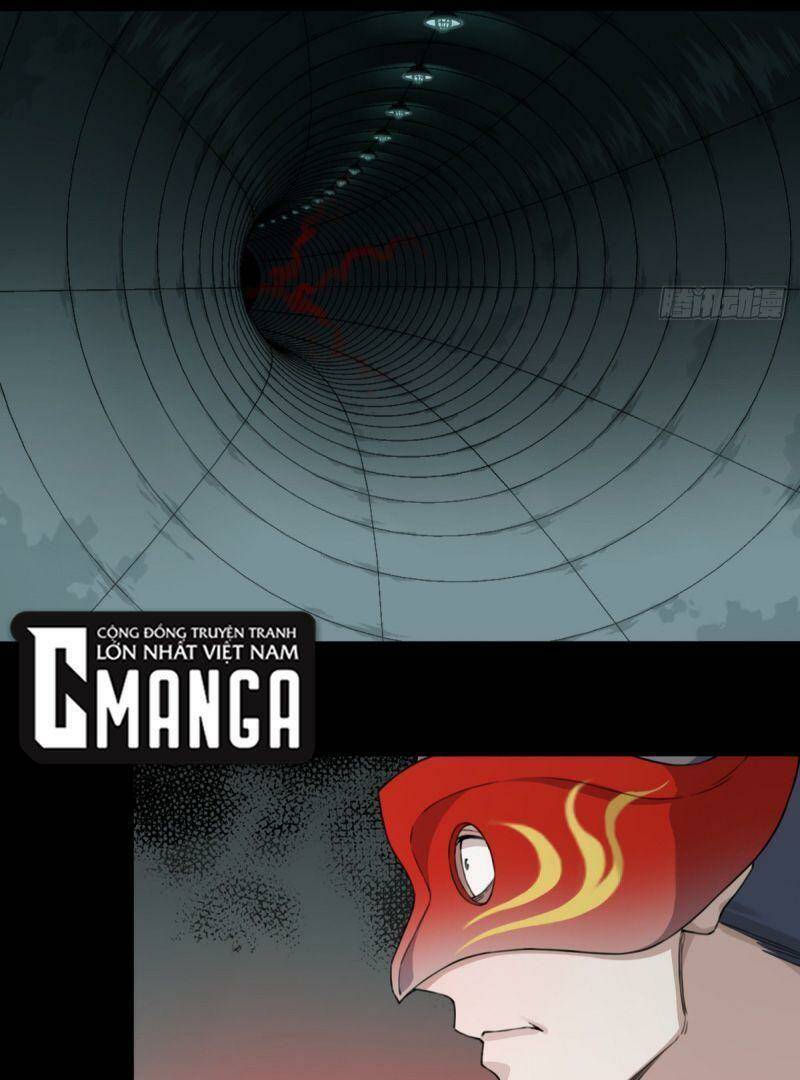 腾讯动漫
CỘNG ĐỒNG TRUYỆN TRANH
LỚN NHẤT VIỆT NAM
CMANGA